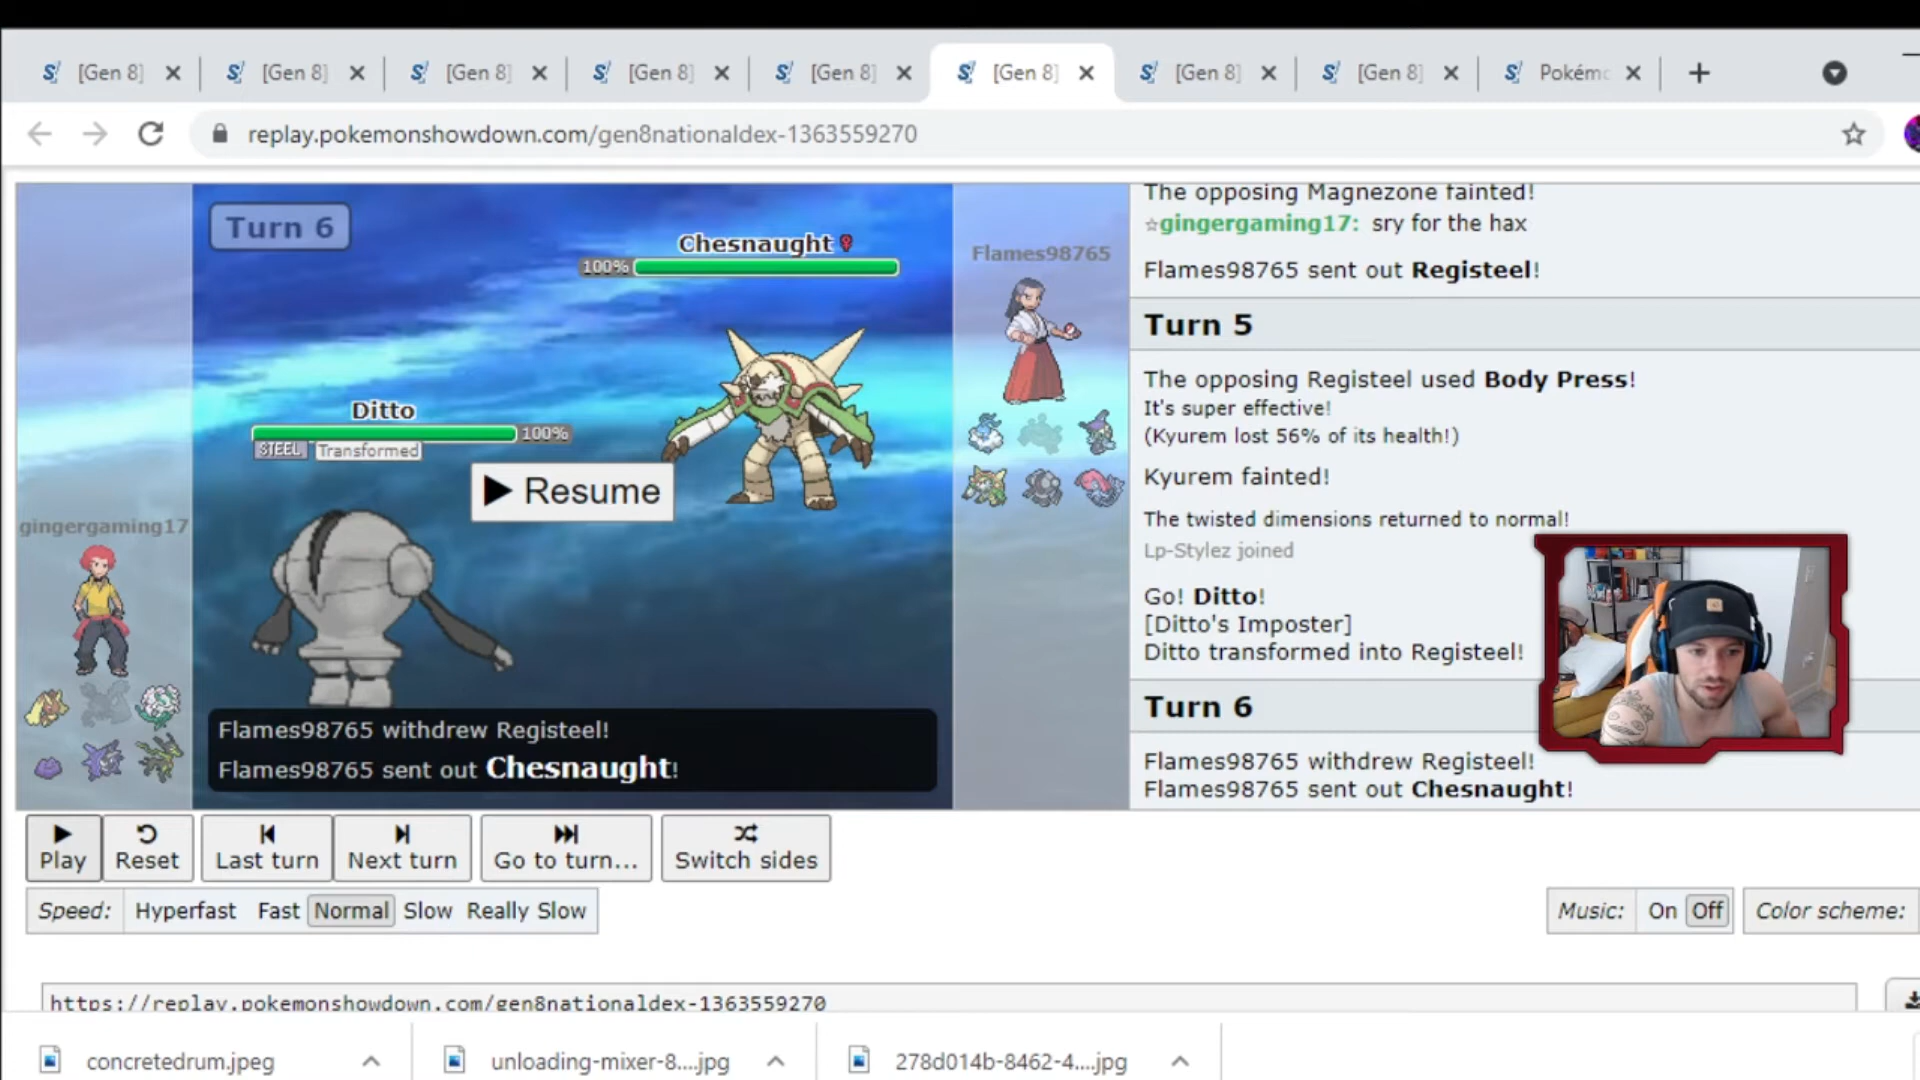 [Gen 8] [Gen 8] [Gen 8] [Gen 8] [Gen 8] [Gen 8] [Gen 8] [Gen 8] Pokémo
replay.pokemonshowdown.com/gen8nationaldex-1363559270
Turn 6
Chesnaught
100%
Ditto
100%
STEEL Transformed
Resume
gingergaming17
Flames98765
Flames98765 withdrew Registeel!
Flames98765 sent out Chesnaught!
The opposing Magnezone fainted!
☆gingergaming17: sry for the hax
Flames98765 sent out Registeel!
Turn 5
The opposing Registeel used Body Press!
It's super effective!
(Kyurem lost 56% of its health!)
Kyurem fainted!
The twisted dimensions returned to normal!
Lp-Stylez joined
Go! Ditto!
[Ditto's Imposter]
Ditto transformed into Registeel!
Turn 6
Flames98765 withdrew Registeel!
Flames98765 sent out Chesnaught!
Play Reset Last turn Next turn Go to turn... Switch sides
Speed: Hyperfast Fast Normal Slow Really Slow
Music: On Off Color scheme:
https://replay.pokemonshowdown.com/gen8nationaldex-1363559270
concretedrum.jpeg unloading-mixer-8....jpg 278d014b-8462-4....jpg